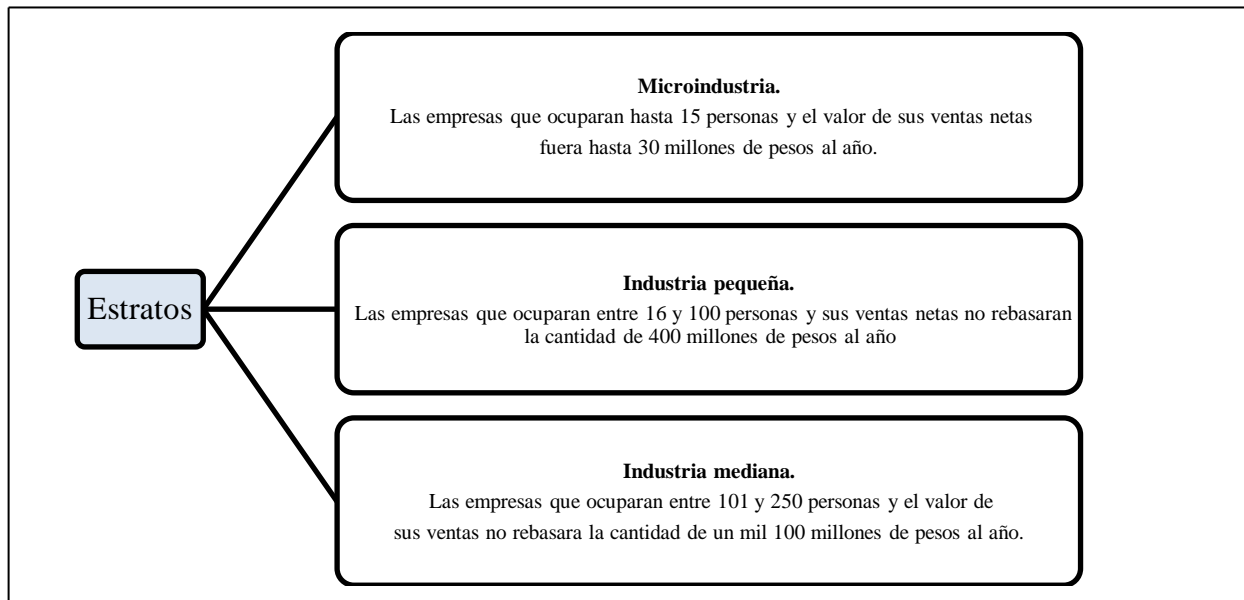 Microindustria.
Las empresas que ocuparan hasta 15 personas y el valor de sus ventas netas
fuera hasta 30 millones de pesos al año.
Estratos
Industria pequeña.
Las empresas que ocuparan entre 16 y 100 personas y sus ventas netas no rebasaran
la cantidad de 400 millones de pesos al año
Industria mediana.
Las empresas que ocuparan entre 101 y 250 personas y el valor de
sus ventas no rebasara la cantidad de un mil 100 millones de pesos al año.